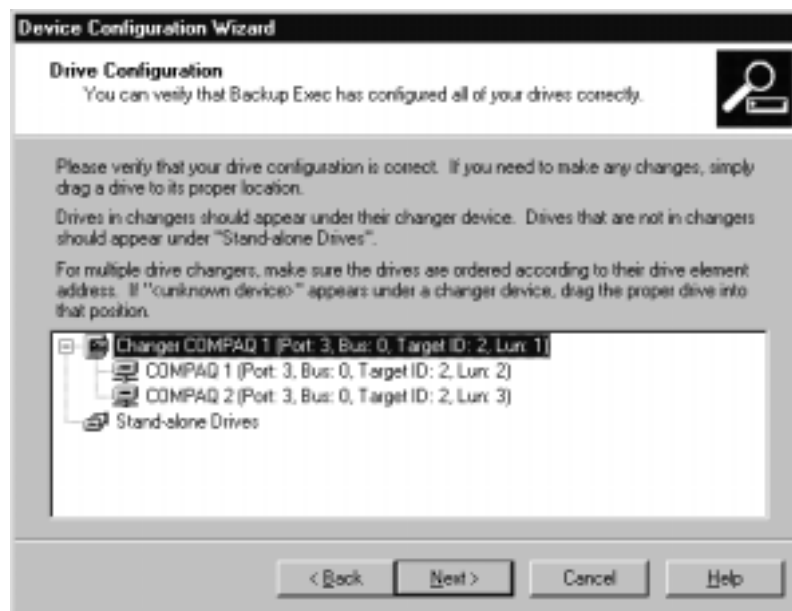 Device Configuration Wizard
Drive Configuration
You can verify that Backup Exec has configured all of your drives correctly.
Please verify that your drive configuration is correct. If you need to make any changes, simply
drag a drive to its proper location.
Drives in changers should appear under their changer device. Drives that are not in changers
should appear under "Stand-alone Drives".
For multiple drive changers, make sure the drives are ordered according to their drive element
address. If "<unknown device>" appears under a changer device, drag the proper drive into
that position.
Changer COMPAQ 1 (Port: 3, Bus: 0, Target ID: 2, Lun: 1)
COMPAQ 1 (Port: 3, Bus: 0, Target ID: 2, Lun: 2)
COMPAQ 2 (Port: 3, Bus: 0, Target ID: 2, Lun: 3)
Stand-alone Drives
< Back
Next >
Cancel
Help